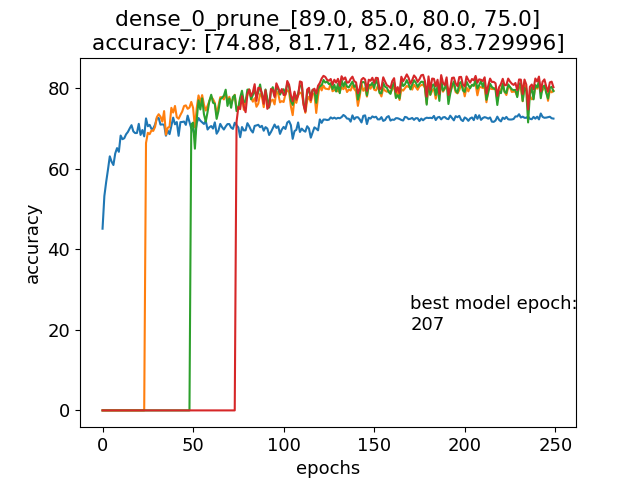 dense_0_prune_[89.0, 85.0, 80.0, 75.0]
accuracy: [74.88, 81.71, 82.46, 83.729996]
80
60
40
20
0
accuracy
best model epoch:
207
0 50 100 150 200 250
epochs